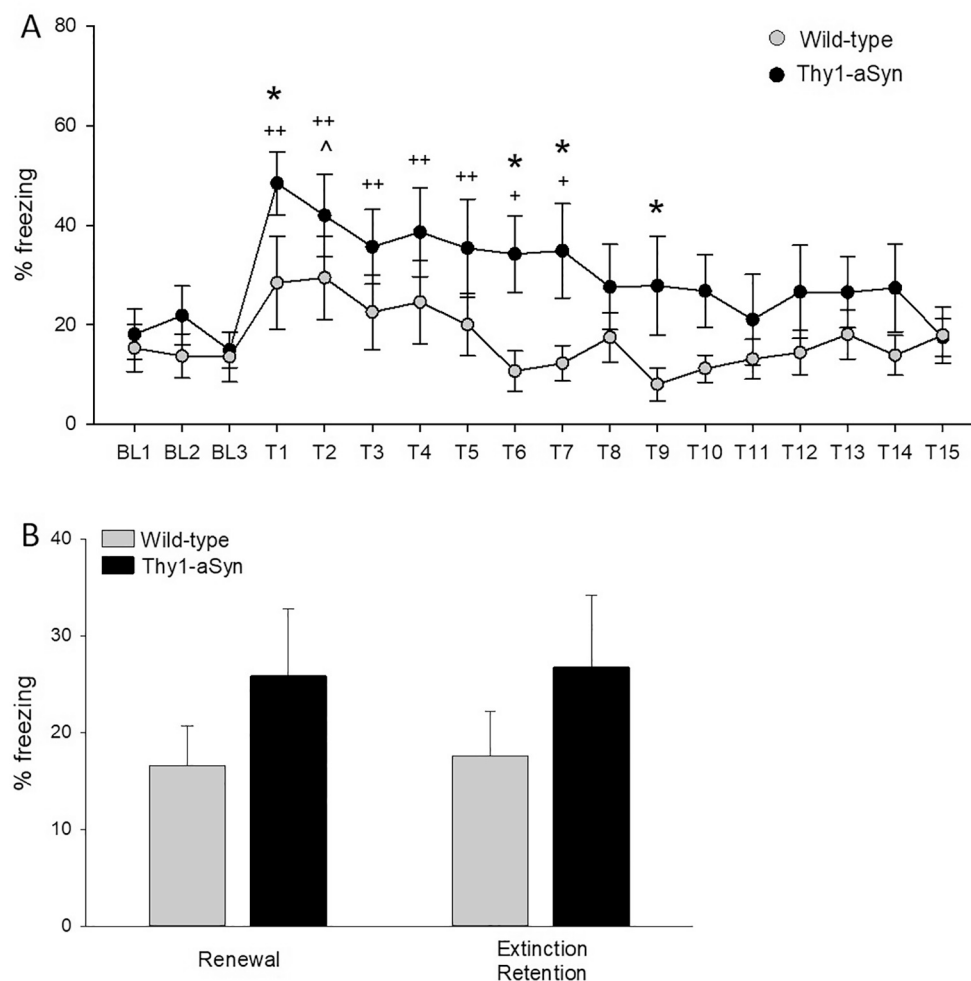 A
80
Wild-type
Thy1-aSyn
*
++
++
^
++
++
++
*
+
*
+
*
60
40
20
0
% freezing
BL1 BL2 BL3 T1 T2 T3 T4 T5 T6 T7 T8 T9 T10 T11 T12 T13 T14 T15
B
40
Wild-type
Thy1-aSyn
30
20
10
0
% freezing
Renewal
Extinction
Retention